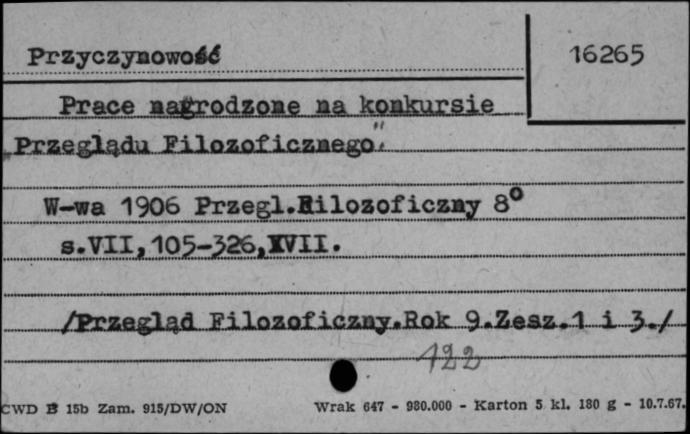 Przyczynowość
16265
Prace nagrodzone na konkursie
„Przeglądu Filozoficznego".
W-wa 1906 Przegl.Filozoficzny 8°
s.VII,105-326,XVII.
/Przegląd Filozoficzny.Rok 9.Zesz.1 i 3./
122
CWD B 15b Zam. 915/DW/ON
Wrak 647 - 980.000 - Karton 5 kl. 180 g - 10.7.67.